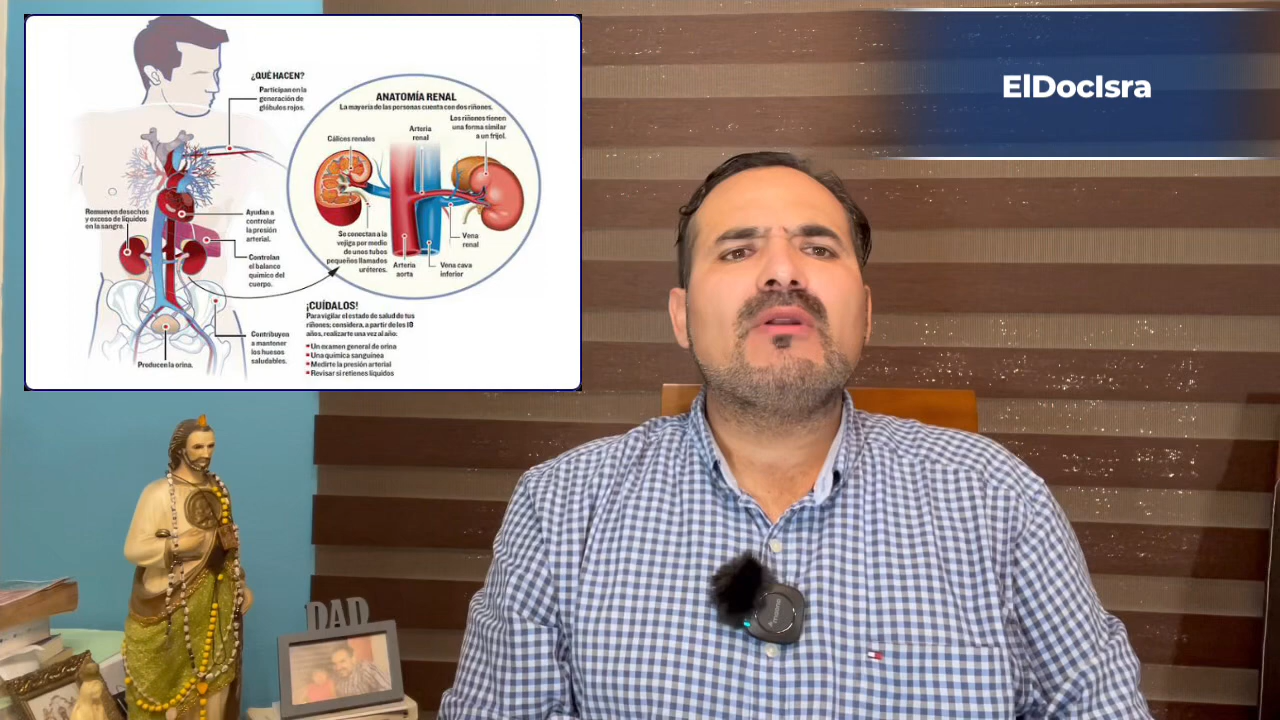 ¿QUÉ HACEN?
Participan en la
generación de
glóbulos rojos.
Remueven desechos
y exceso de líquidos
en la sangre.
Ayudan a
controlar
la presión
arterial.
Controlan
el balance
químico del
cuerpo.
Contribuyen
a mantener
los huesos
saludables.
Producen la orina.
ANATOMÍA RENAL
La mayoría de las personas cuenta con dos riñones.
Cálices renales
Arteria
renal
Los riñones tienen
una forma similar
a un frijol.
Se conectan a la
vejiga por medio
de unos tubos
pequeños llamados
uréteres.
Arteria
aorta
Vena cava
inferior
Vena
renal
¡CUÍDALOS!
Para vigilar el estado de salud de tus
riñones; considera, a partir de los 10
años, realizarte una vez al año:
Un examen general de orina
Una química sanguínea
Medirte la presión arterial
Revisar si retienes líquidos
ElDocIsra
DAD